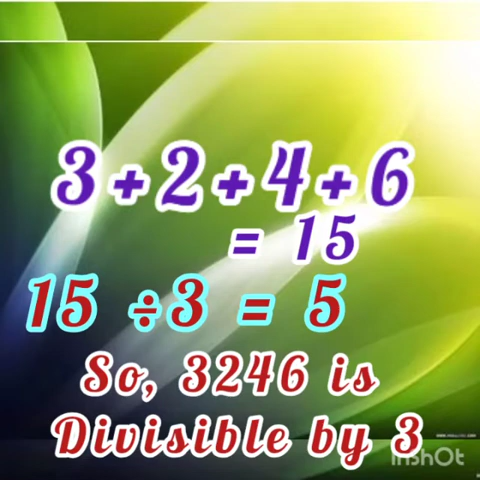 3+2+4+6
= 15
15 ÷3 = 5
So, 3246 is
Divisible by 3
InShOt